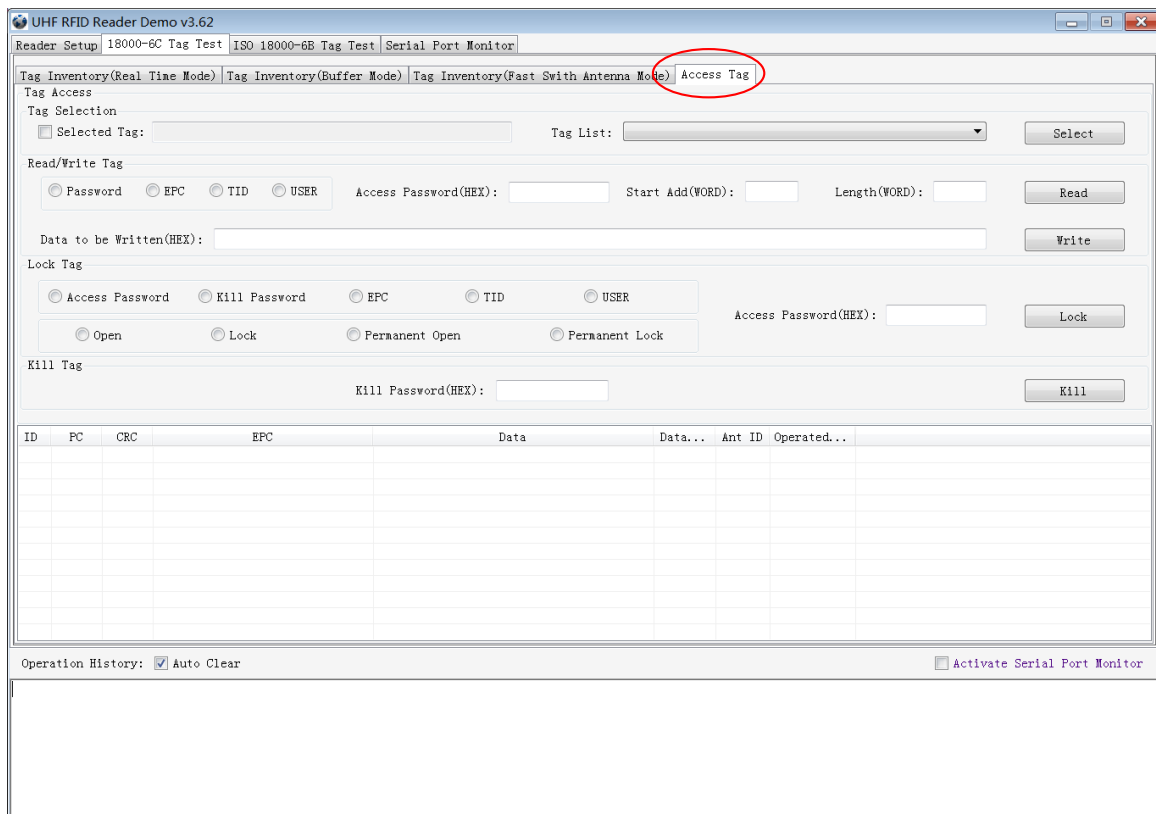 UHF RFID Reader Demo v3.62
Reader Setup 18000-6C Tag Test ISO 18000-6B Tag Test Serial Port Monitor
Tag Inventory(Real Time Mode) Tag Inventory(Buffer Mode) Tag Inventory(Fast Swith Antenna Mode) Access Tag
Tag Access
Tag Selection
Selected Tag: Tag List: Select
Read/Write Tag
Password EPC TID USER Access Password(HEX): Start Add(WORD): Length(WORD): Read
Data to be Written(HEX): Write
Lock Tag
Access Password Kill Password EPC TID USER
Access Password(HEX): Lock
Open Lock Permanent Open Permanent Lock
Kill Tag
Kill Password(HEX): Kill
ID PC CRC EPC Data Data... Ant ID Operated...
Operation History: Auto Clear Activate Serial Port Monitor